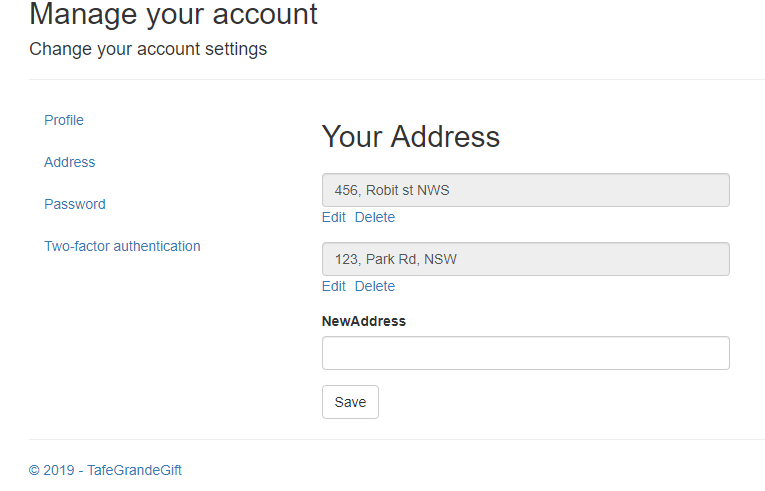 Manage your account
Change your account settings
Profile
Address
Password
Two-factor authentication
Your Address
456, Robit st NWS
Edit Delete
123, Park Rd, NSW
Edit Delete
NewAddress
Save
© 2019 - TafeGrandeGift